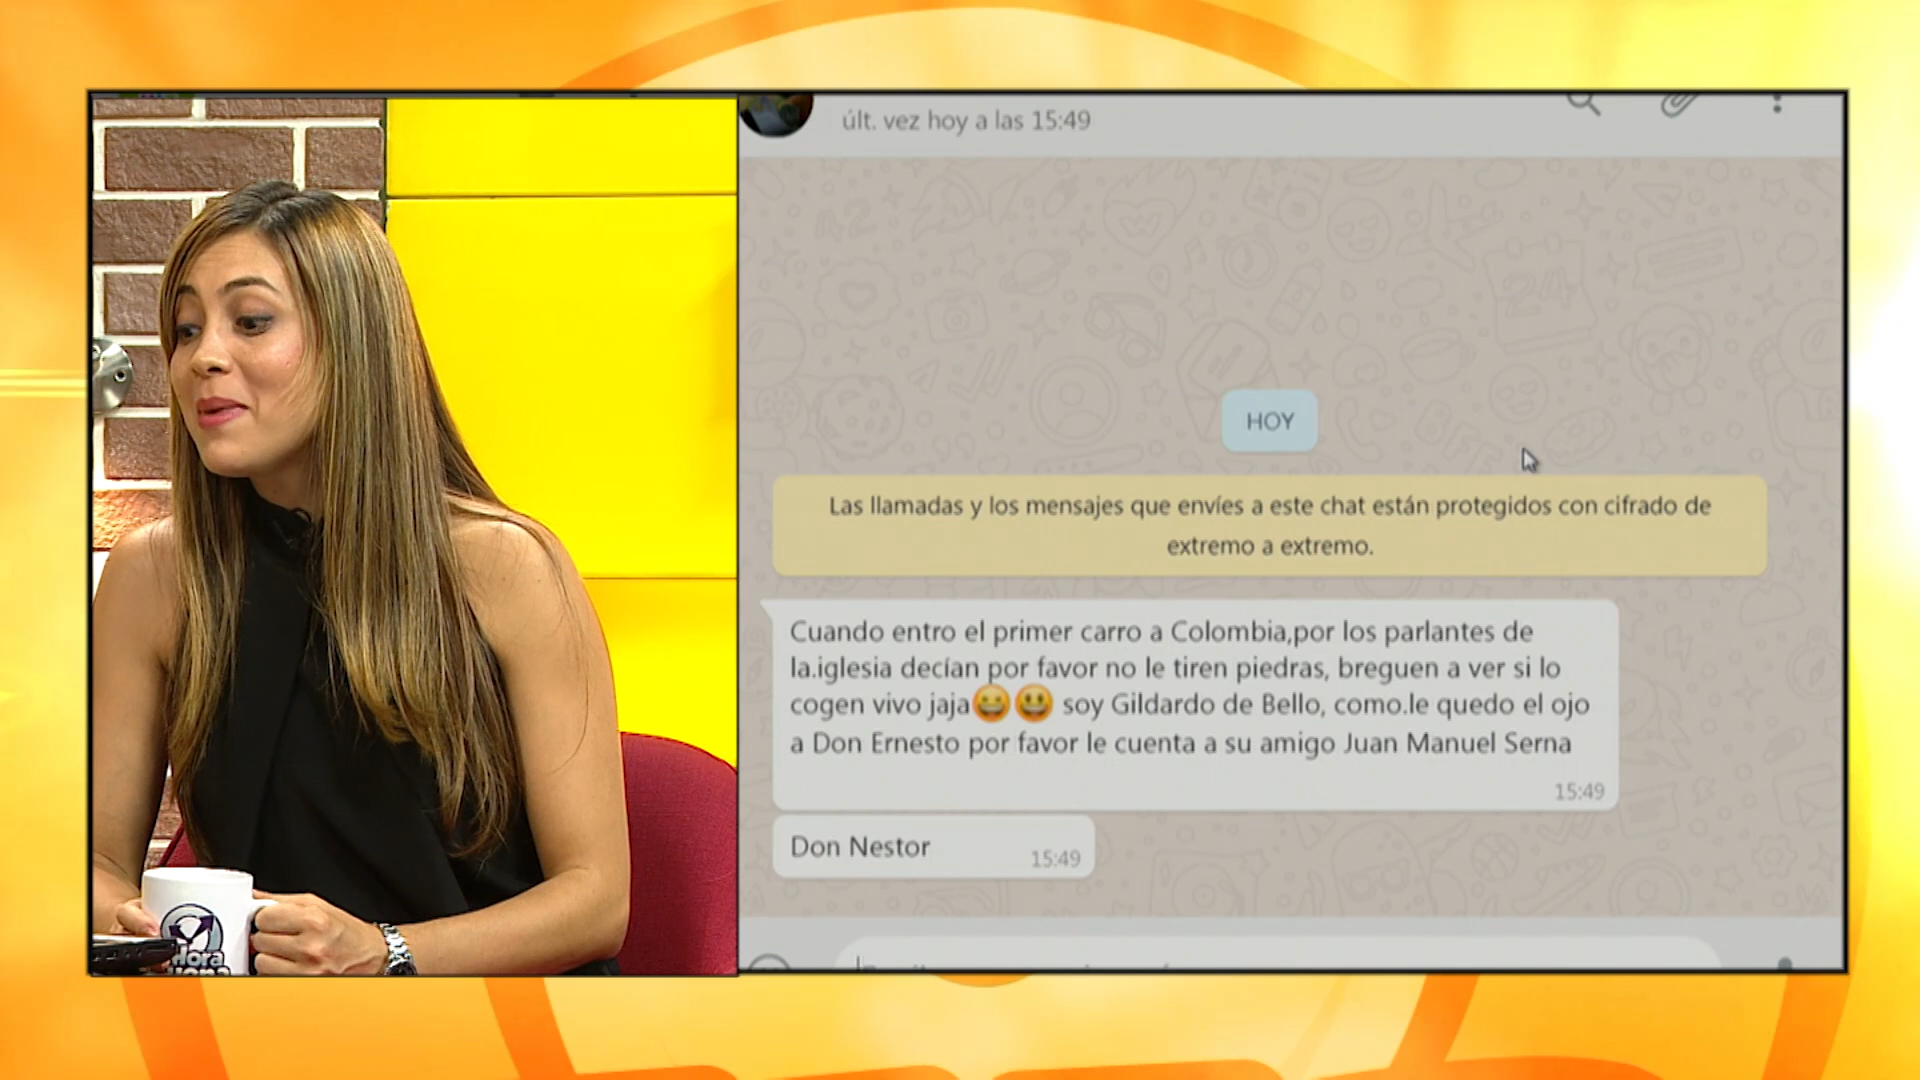 últ. vez hoy a las 15:49
HOY
Las llamadas y los mensajes que envíes a este chat están protegidos con cifrado de
extremo a extremo.
Cuando entro el primer carro a Colombia,por los parlantes de
la.iglesia decían por favor no le tiren piedras, breguen a ver si lo
cogen vivo jaja😀😃 soy Gildardo de Bello, como.le quedo el ojo
a Don Ernesto por favor le cuenta a su amigo Juan Manuel Serna
15:49
Don Nestor
15:49